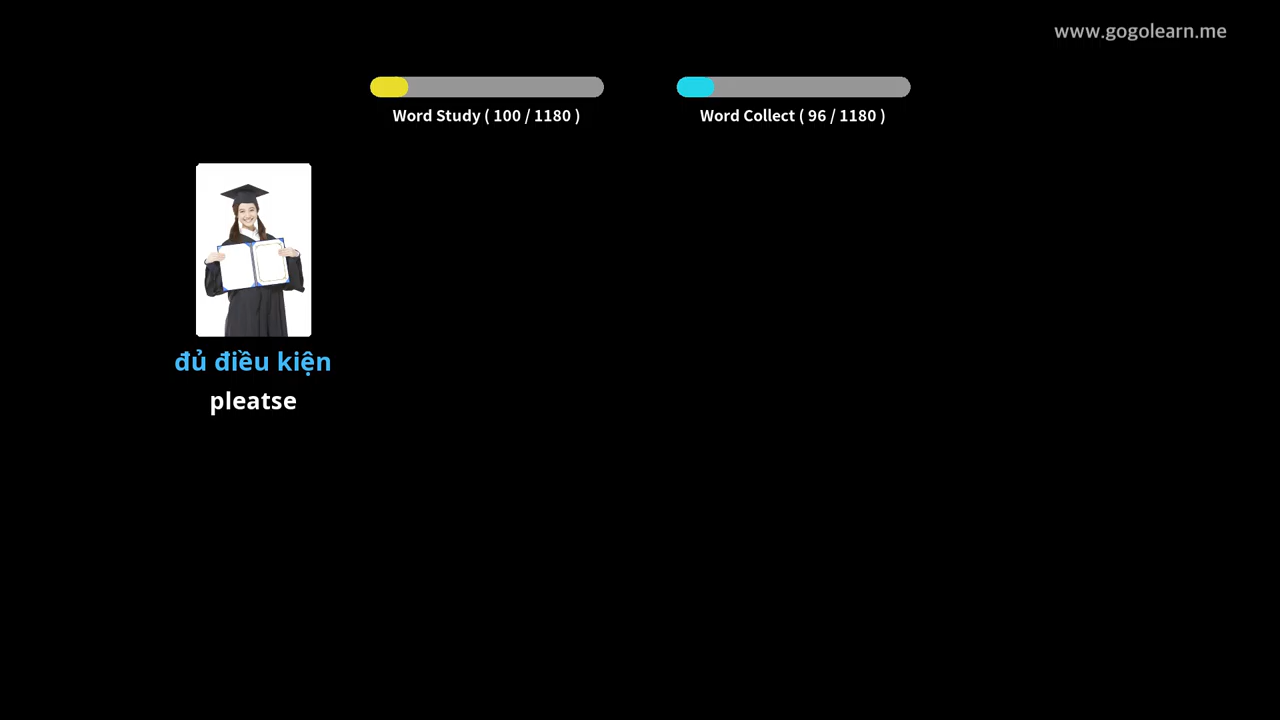 www.gogolearn.me
Word Study ( 100 / 1180 )
Word Collect ( 96 / 1180 )
đủ điều kiện
pleatse